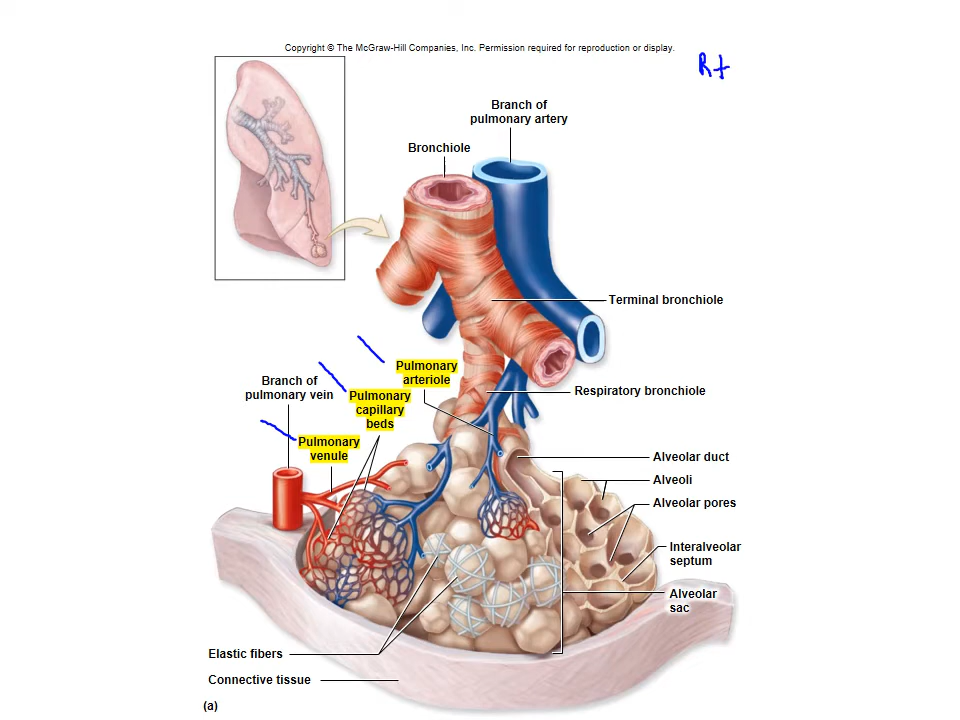 Copyright © The McGraw-Hill Companies, Inc. Permission required for reproduction or display.
Rt
Branch of
pulmonary artery
Bronchiole
Terminal bronchiole
Pulmonary
arteriole
Branch of
pulmonary vein
Pulmonary
capillary
beds
Respiratory bronchiole
Pulmonary
venule
Alveolar duct
Alveoli
Alveolar pores
Interalveolar
septum
Alveolar
sac
Elastic fibers
Connective tissue
(a)